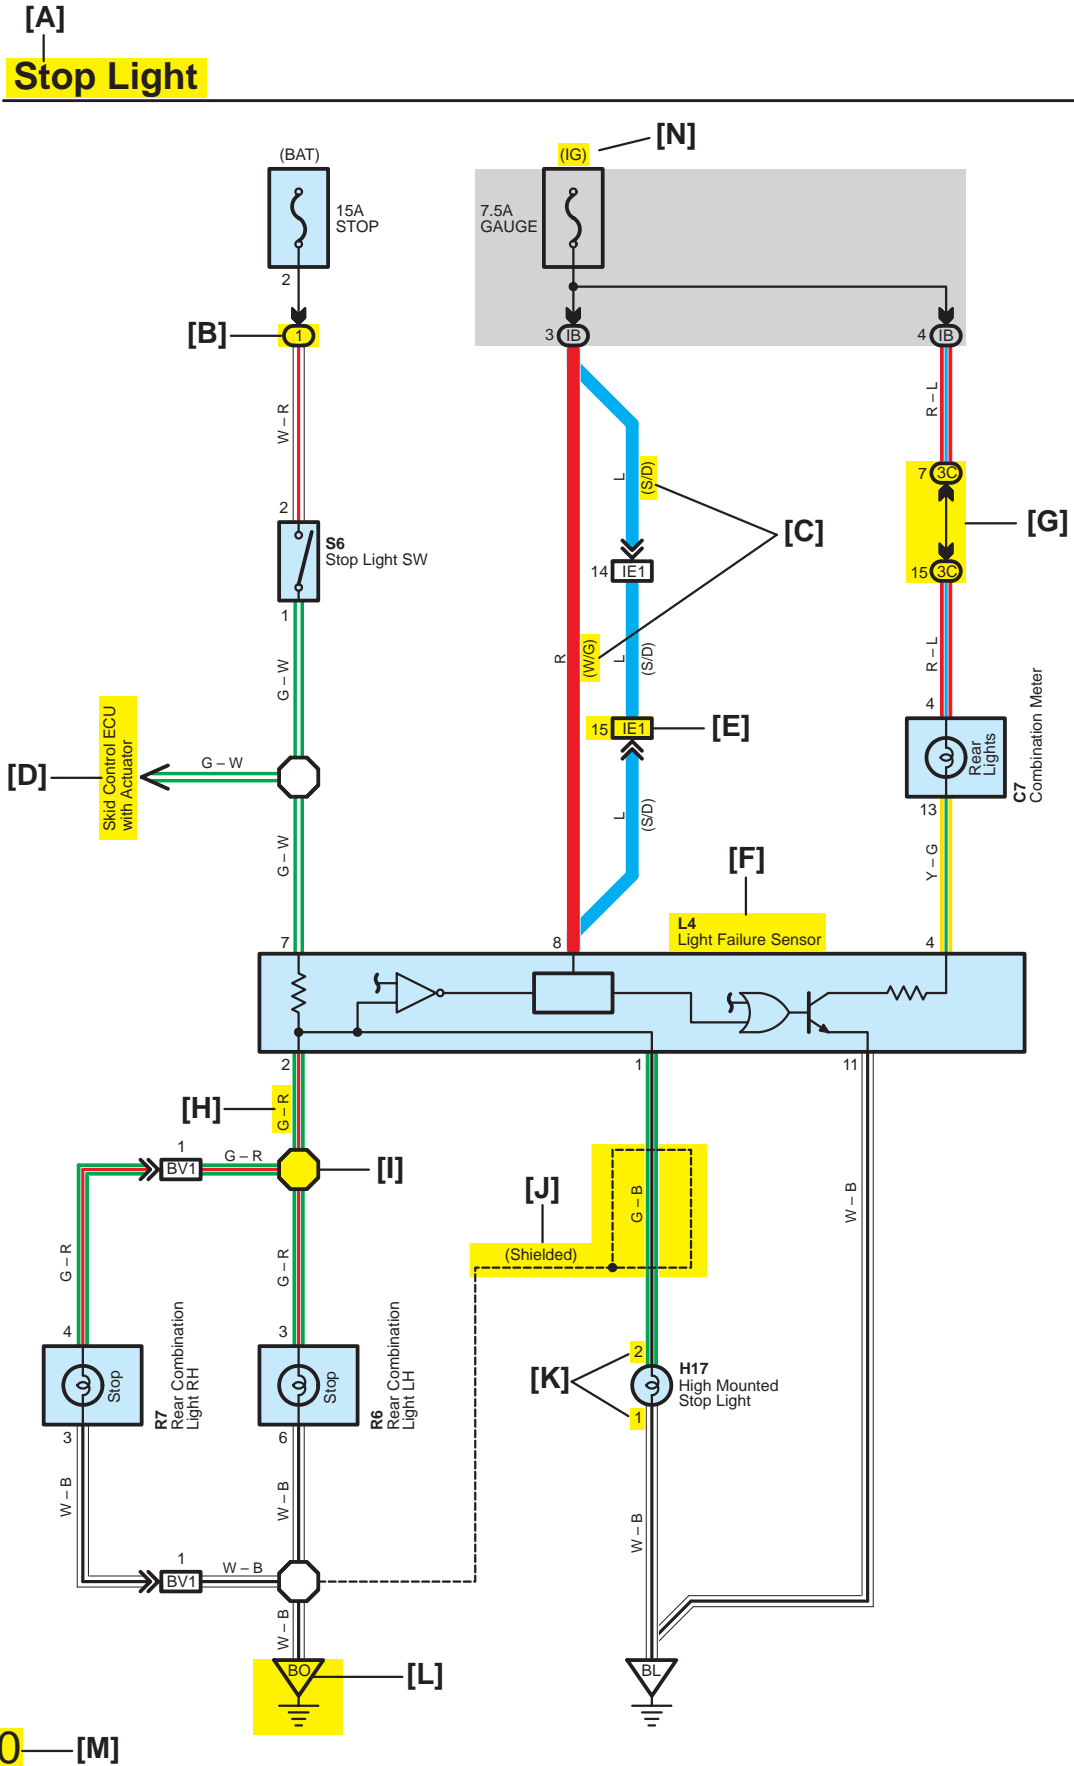 [A]
Stop Light
[N]
(BAT)
(IG)
15A
STOP
7.5A
GAUGE
2
[B]
1
3 IB
4 IB
W – R
R – L
L
(S/D)
7 3C
[G]
2
S6
Stop Light SW
[C]
14 IE1
15 3C
1
G – W
R
(W/G)
L
(S/D)
R – L
4
15 IE1
[E]
Rear
Lights
C7
Combination Meter
[D]
Skid Control ECU
with Actuator
G – W
13
G – W
L
(S/D)
Y – G
[F]
L4
Light Failure Sensor
7
8
4
2
1
11
[H]
G – R
1
BV1
G – R
[I]
[J]
G – B
W – B
(Shielded)
G – R
G – R
4
3
Stop
R7
Rear Combination
Light RH
Stop
R6
Rear Combination
Light LH
[K]
2
1
H17
High Mounted
Stop Light
3
6
W – B
W – B
W – B
1
BV1
W – B
W – B
BO
[L]
BL
0
[M]